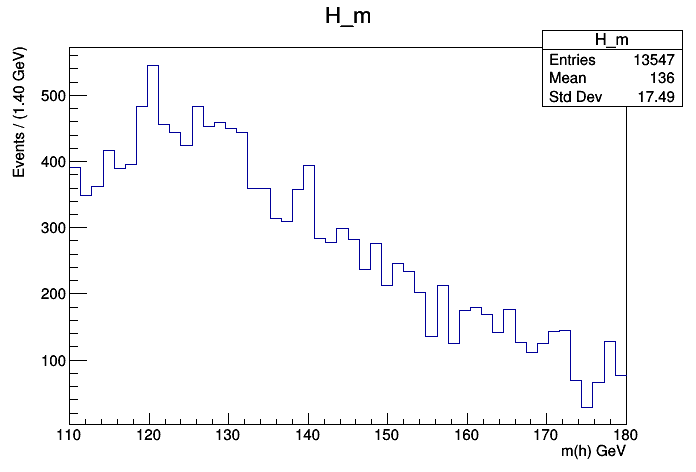 H_m
H_m
Entries 13547
Mean 136
Std Dev 17.49
Events / (1.40 GeV)
500
400
300
200
100
110 120 130 140 150 160 170 180
m(h) GeV